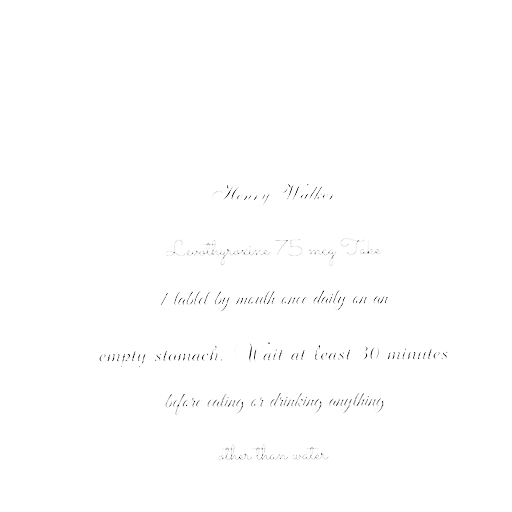 Henry Walker
Levothyroxine 75 mcg Take
1 tablet by mouth once daily on an
empty stomach. Wait at least 30 minutes
before eating or drinking anything
other than water